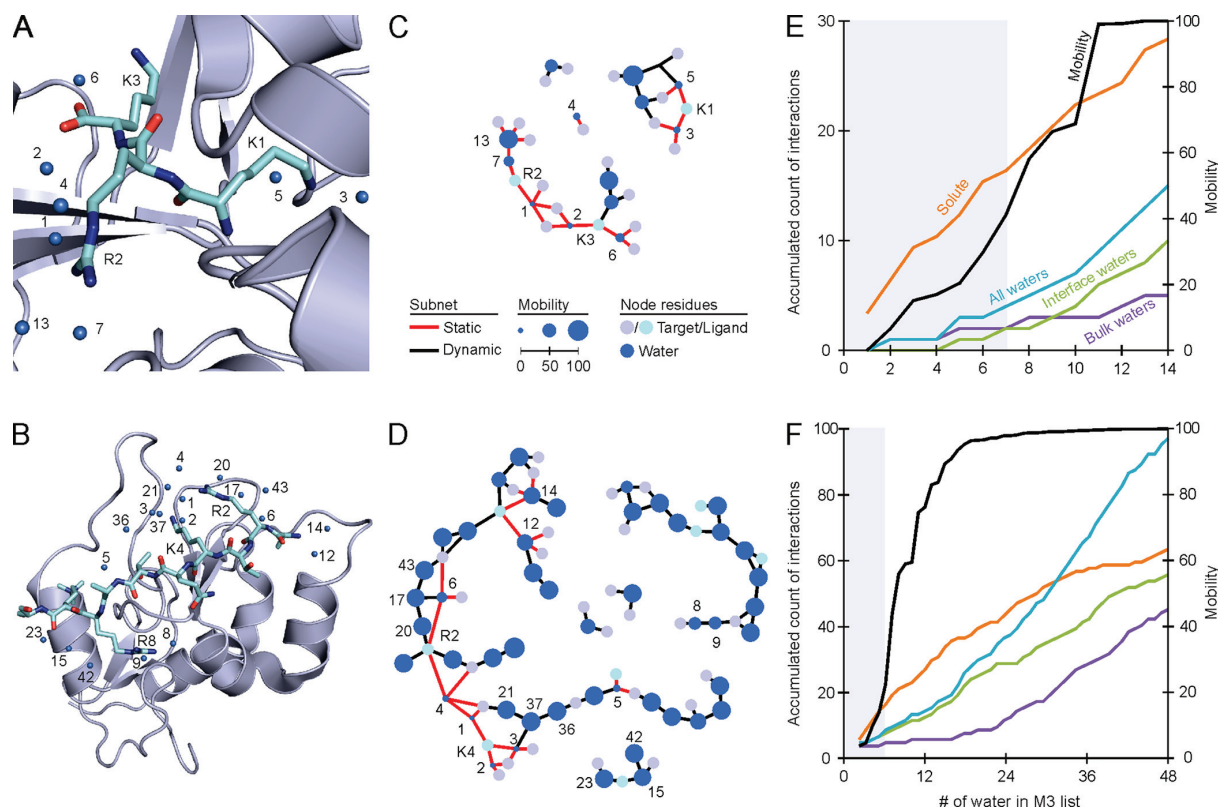 A
6
K3
K1
2
4
5
3
1
R2
13
7
C
5
4
K1
3
13
7
R2
1
2
K3
6
Subnet
Static
Dynamic
Mobility
0 50 100
Node residues
/ Target/Ligand
Water
E
Accumulated count of interactions
30
20
10
0
Solute
Mobility
All waters
Interface waters
Bulk waters
100
80
60
40
20
0
Mobility
0 2 4 6 8 10 12 14
B
4
20
21
17
43
1
R2
3
6
36
37
2
14
K4
12
5
23
R8
8
15
9
42
D
14
12
43
6
17
20
R2
8
9
21
37
5
4
36
1
3
K4
2
42
23
15
F
Accumulated count of interactions
100
80
60
40
20
0
100
80
60
40
20
0
Mobility
0 12 24 36 48
# of water in M3 list